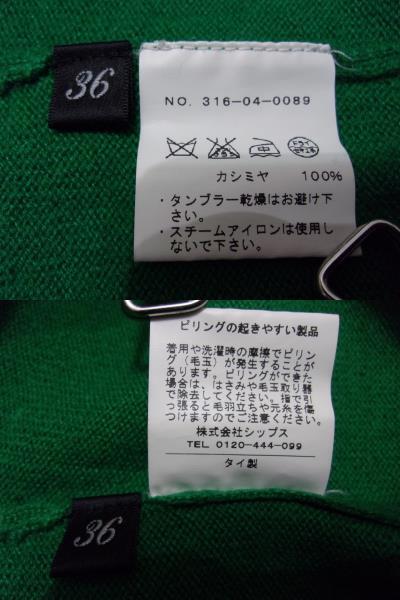 36
NO. 316-04-0089
中
ドライ
カシミヤ 100%
・タンブラー乾燥はお避け下
さい。
・スチームアイロンは使用し
ないで下さい。
ピリングの起きやすい製品
着用や洗濯時の摩擦でピリン
グ(毛玉)が発生することが
あります。ピリングができた
場合は、はさみや毛玉取り器
で除去してください。指で引
っ張ると毛羽立ちや元糸を傷
つけますのでご注意ください。
株式会社シップス
TEL 0120-444-099
タイ製
36